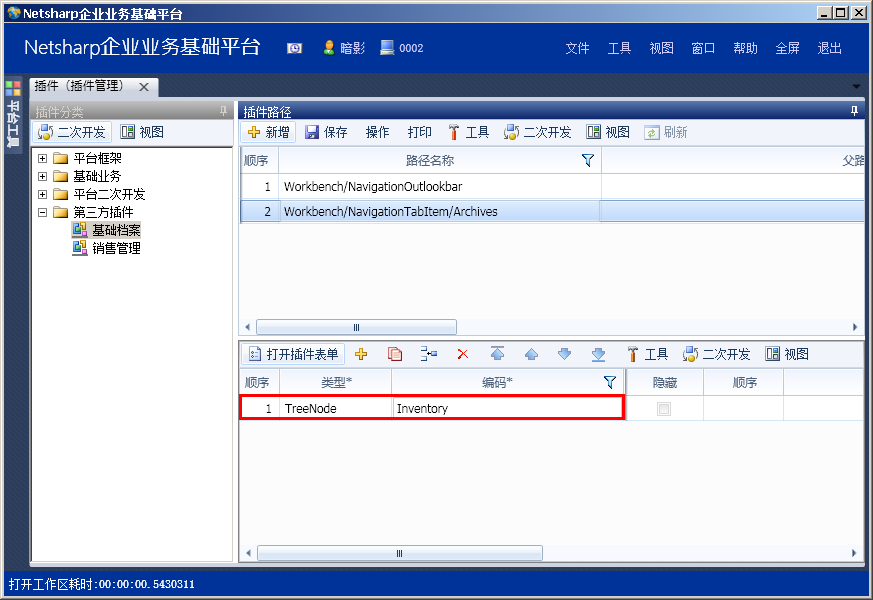 Netsharp企业业务基础平台
Netsharp企业业务基础平台 暗影 0002 文件 工具 视图 窗口 帮助 全屏 退出
平台工具
插件（插件管理）
插件分类
二次开发 视图
平台框架
基础业务
平台二次开发
第三方插件
基础档案
销售管理
插件路径
新增 保存 操作 打印 工具 二次开发 视图 刷新
顺序 路径名称 父路
1 Workbench/NavigationOutlookbar
2 Workbench/NavigationTabItem/Archives
打开插件表单 工具 二次开发 视图
顺序 类型* 编码* 隐藏 顺序
1 TreeNode Inventory
打开工作区耗时:00:00:00.5430311